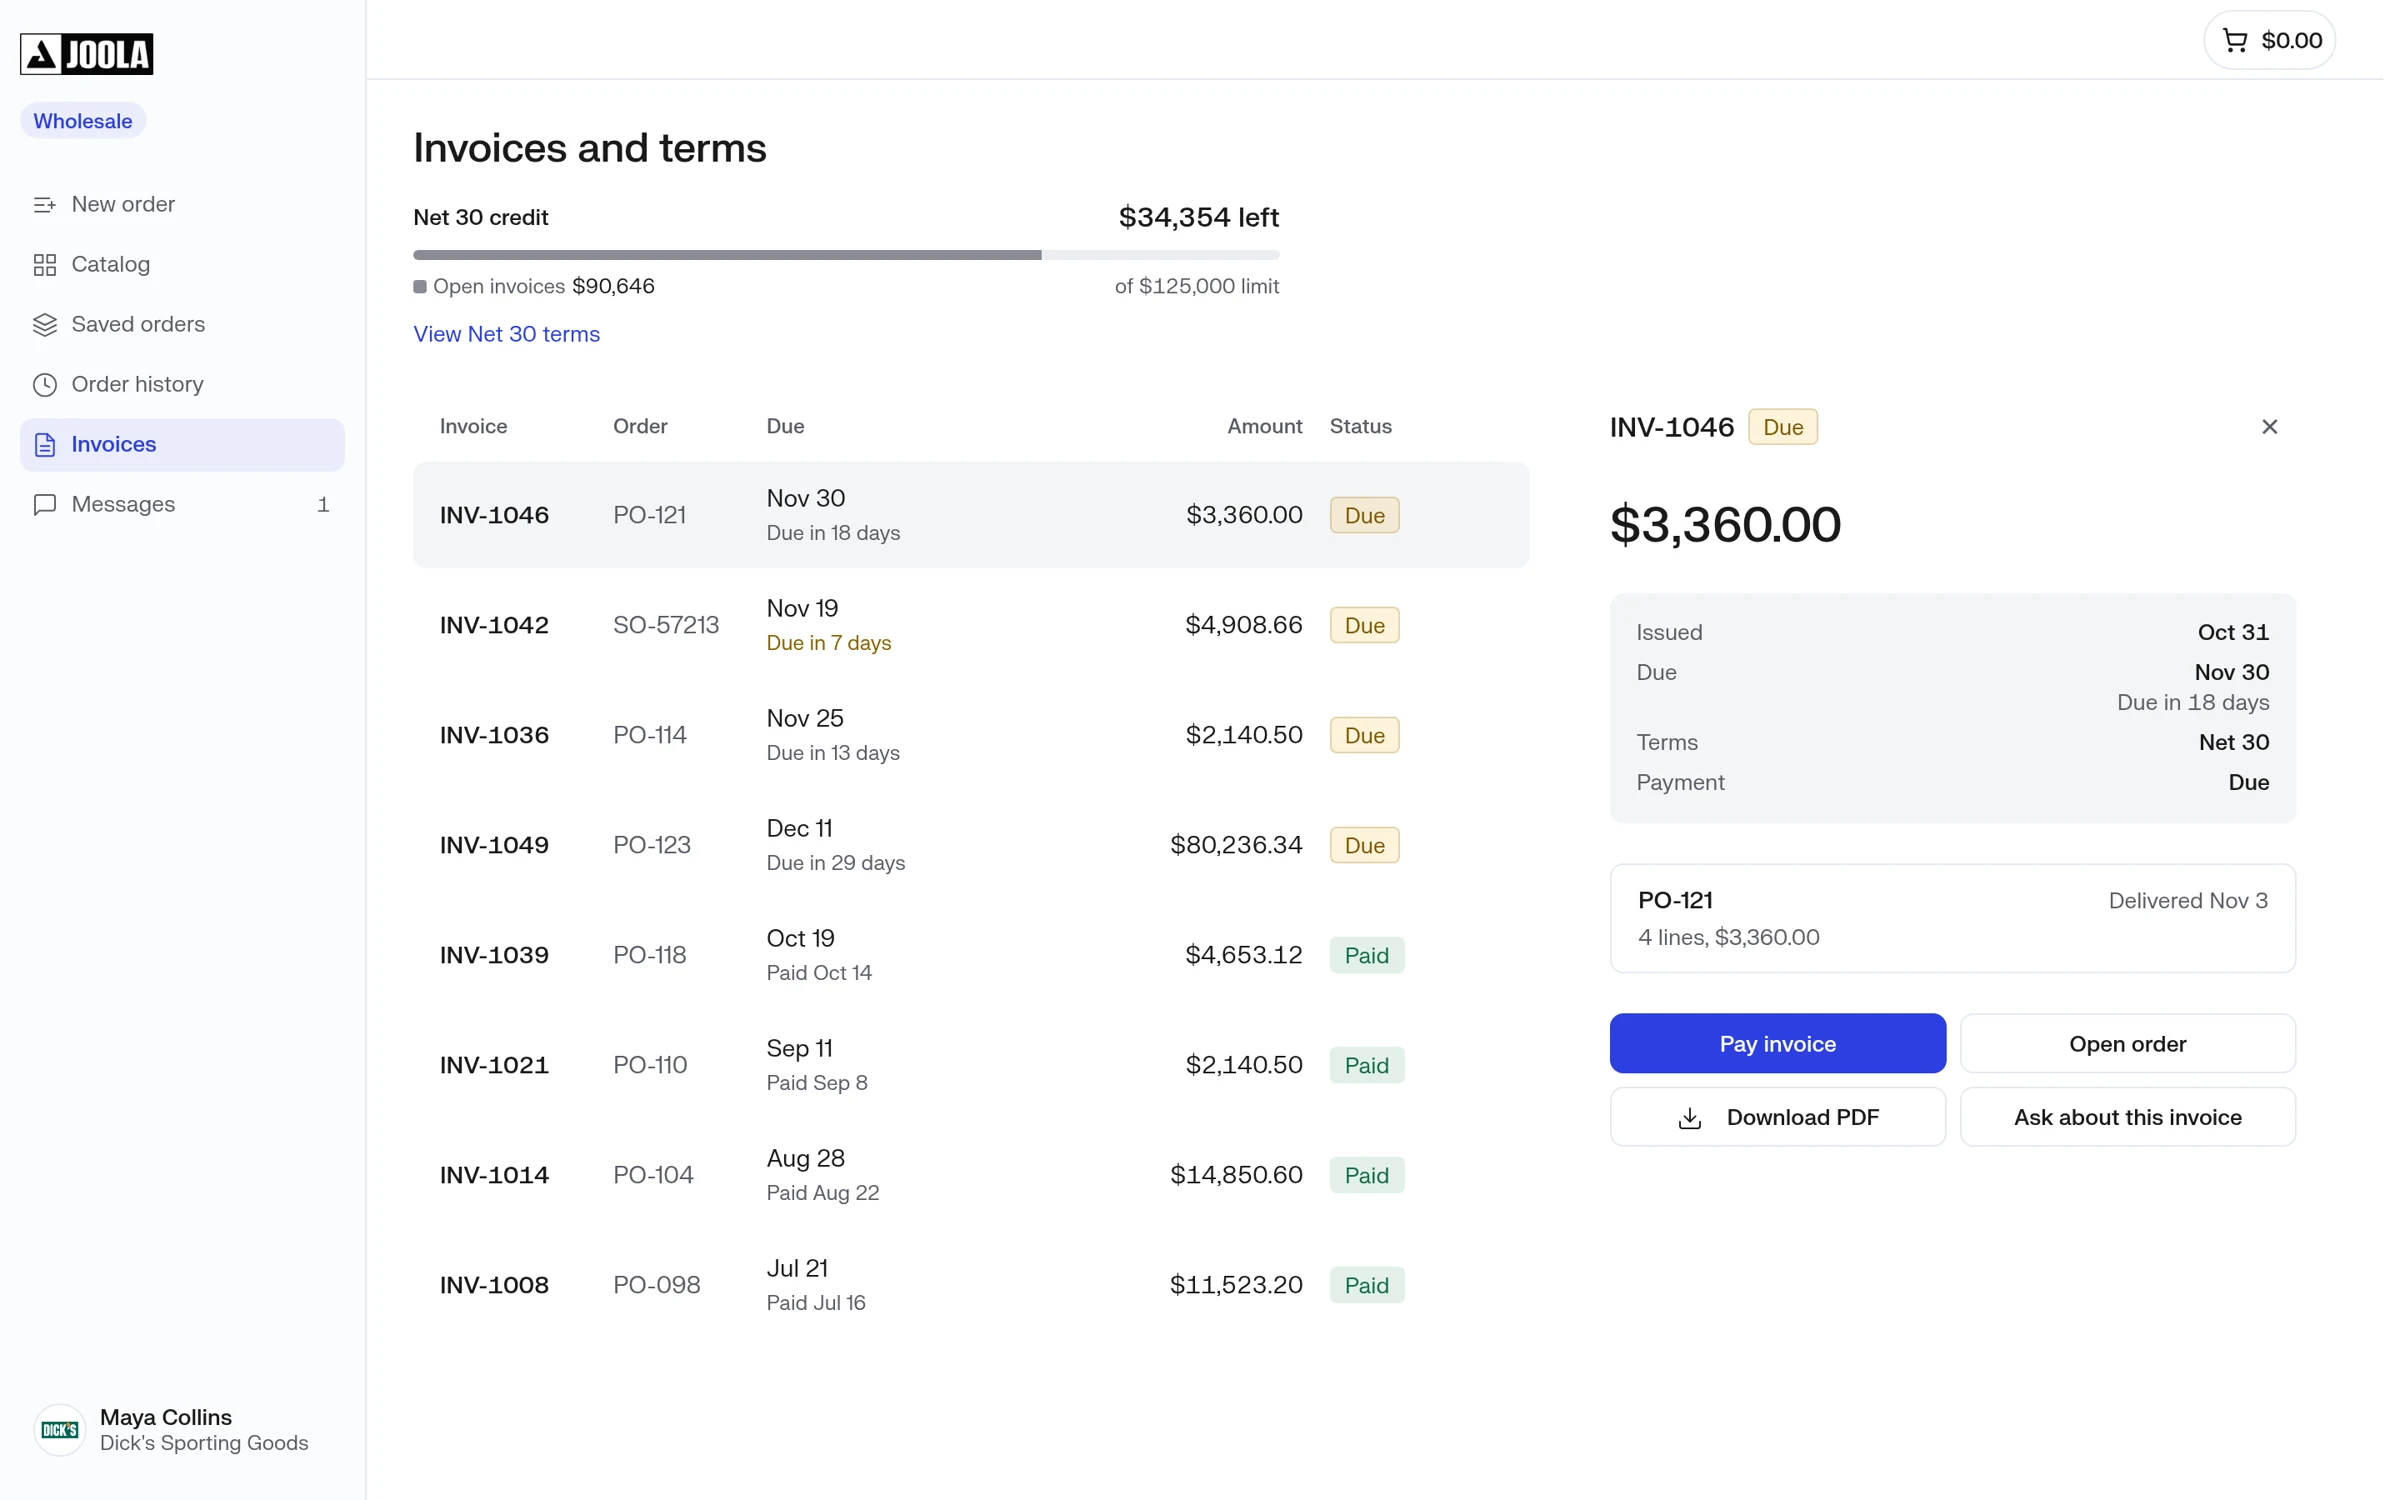 JOOLA
Wholesale
New order
Catalog
Saved orders
Order history
Invoices
Messages 1
Maya Collins
DICK'S
Dick's Sporting Goods
$0.00
Invoices and terms
Net 30 credit $34,354 left
Open invoices $90,646 of $125,000 limit
View Net 30 terms
Invoice Order Due Amount Status
INV-1046 PO-121 Nov 30 $3,360.00 Due
Due in 18 days
INV-1042 SO-57213 Nov 19 $4,908.66 Due
Due in 7 days
INV-1036 PO-114 Nov 25 $2,140.50 Due
Due in 13 days
INV-1049 PO-123 Dec 11 $80,236.34 Due
Due in 29 days
INV-1039 PO-118 Oct 19 $4,653.12 Paid
Paid Oct 14
INV-1021 PO-110 Sep 11 $2,140.50 Paid
Paid Sep 8
INV-1014 PO-104 Aug 28 $14,850.60 Paid
Paid Aug 22
INV-1008 PO-098 Jul 21 $11,523.20 Paid
Paid Jul 16
INV-1046 Due
$3,360.00
Issued Oct 31
Due Nov 30
Due in 18 days
Terms Net 30
Payment Due
PO-121 Delivered Nov 3
4 lines, $3,360.00
Pay invoice Open order
Download PDF Ask about this invoice